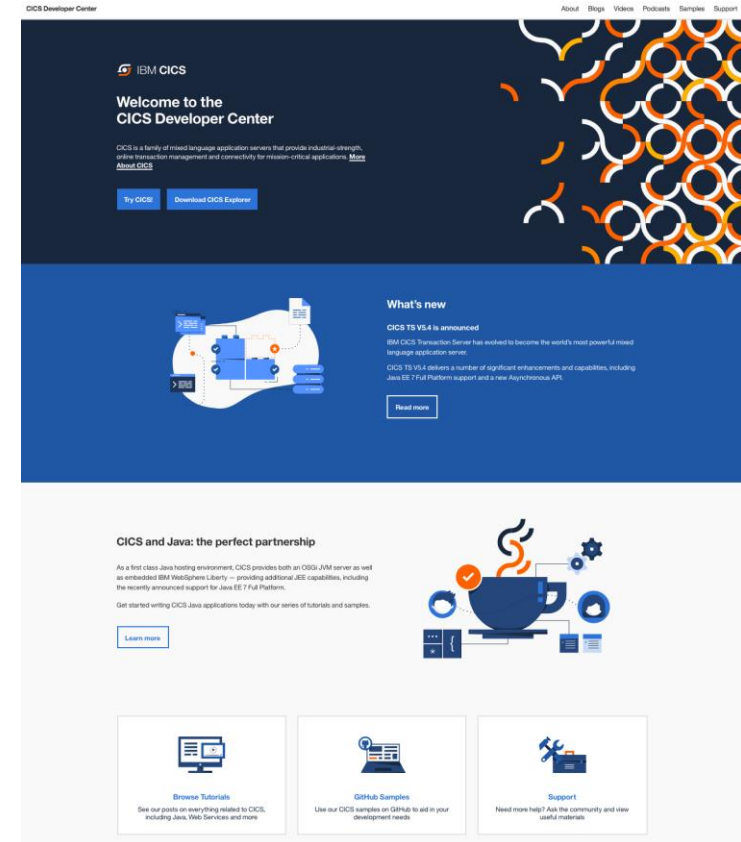 CICS Developer Center
About Blogs Videos Podcasts Samples Support
IBM CICS
Welcome to the
CICS Developer Center
CICS is a family of mixed language application servers that provide industrial-strength,
online transaction management and connectivity for mission-critical applications. More
About CICS
Try CICS! Download CICS Explorer
What's new
CICS TS V5.4 is announced
IBM CICS Transaction Server has evolved to become the world's most powerful mixed
language application server.
CICS TS V5.4 delivers a number of significant enhancements and capabilities, including
Java EE 7 Full Platform support and a new Asynchronous API.
Read more
CICS and Java: the perfect partnership
As a first class Java hosting environment, CICS provides both an OSGi JVM server as well
as embedded IBM WebSphere Liberty — providing additional JEE capabilities, including
the recently announced support for Java EE 7 Full Platform.
Get started writing CICS Java applications today with our series of tutorials and samples.
Learn more
Browse Tutorials
See our posts on everything related to CICS,
including Java, Web Services and more
GitHub Samples
Use our CICS samples on GitHub to aid in your
development needs
Support
Need more help? Ask the community and view
useful materials